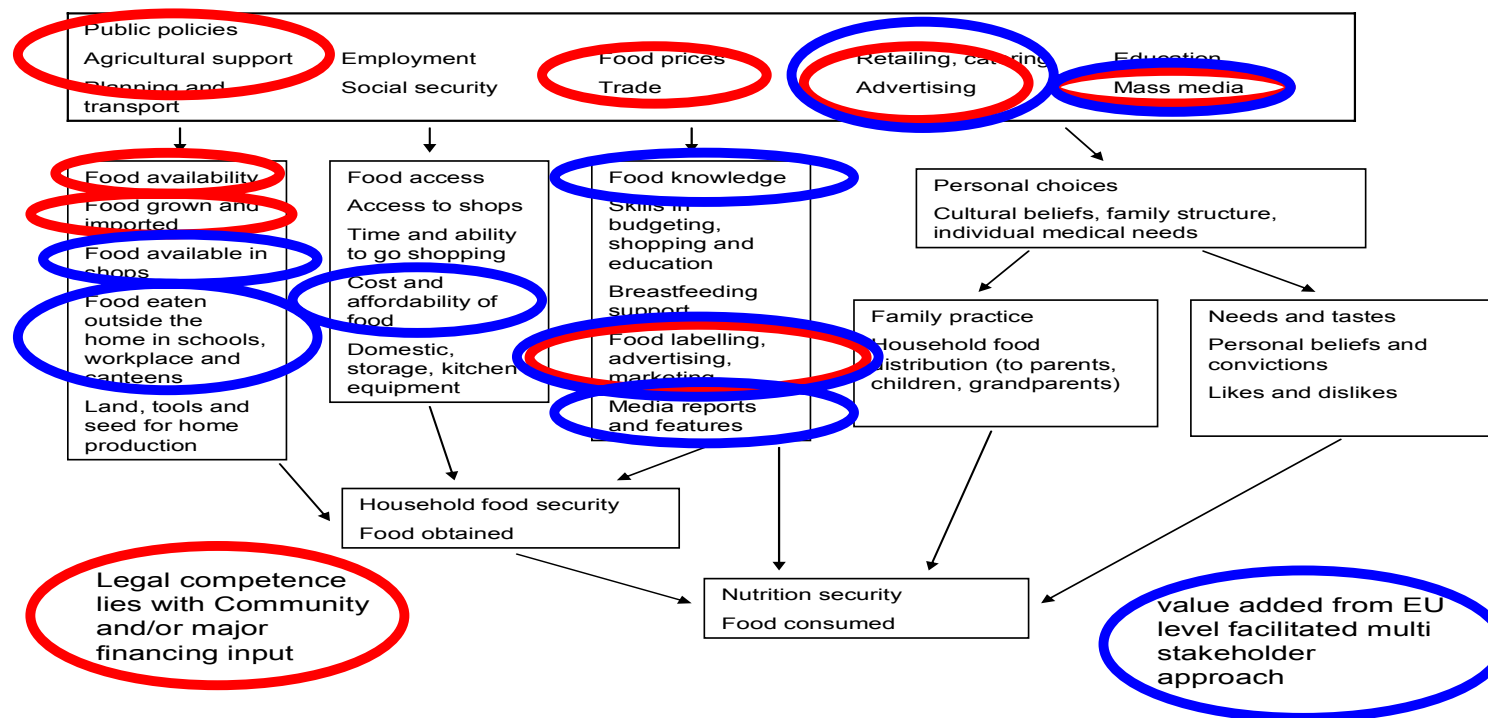 Public policies
Agricultural support
Planning and
transport
Employment
Social security
Food prices
Trade
Retailing, catering
Advertising
Education
Mass media
Food availability
Food grown and
imported
Food available in
shops
Food eaten
outside the
home in schools,
workplace and
canteens
Land, tools and
seed for home
production
Food access
Access to shops
Time and ability
to go shopping
Cost and
affordability of
food
Domestic,
storage, kitchen
equipment
Food knowledge
Skills in
budgeting,
shopping and
education
Breastfeeding
support
Food labelling,
advertising,
marketing
Media reports
and features
Personal choices
Cultural beliefs, family structure,
individual medical needs
Family practice
Household food
distribution (to parents,
children, grandparents)
Needs and tastes
Personal beliefs and
convictions
Likes and dislikes
Household food security
Food obtained
Nutrition security
Food consumed
Legal competence
lies with Community
and/or major
financing input
value added from EU
level facilitated multi
stakeholder
approach